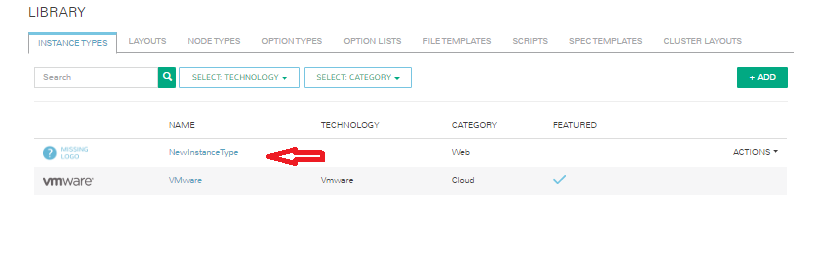 LIBRARY
INSTANCE TYPES LAYOUTS NODE TYPES OPTION TYPES OPTION LISTS FILE TEMPLATES SCRIPTS SPEC TEMPLATES CLUSTER LAYOUTS
Search SELECT: TECHNOLOGY SELECT: CATEGORY + ADD
NAME TECHNOLOGY CATEGORY FEATURED
? MISSING LOGO NewInstanceType Web ACTIONS
vmware VMware Vmware Cloud